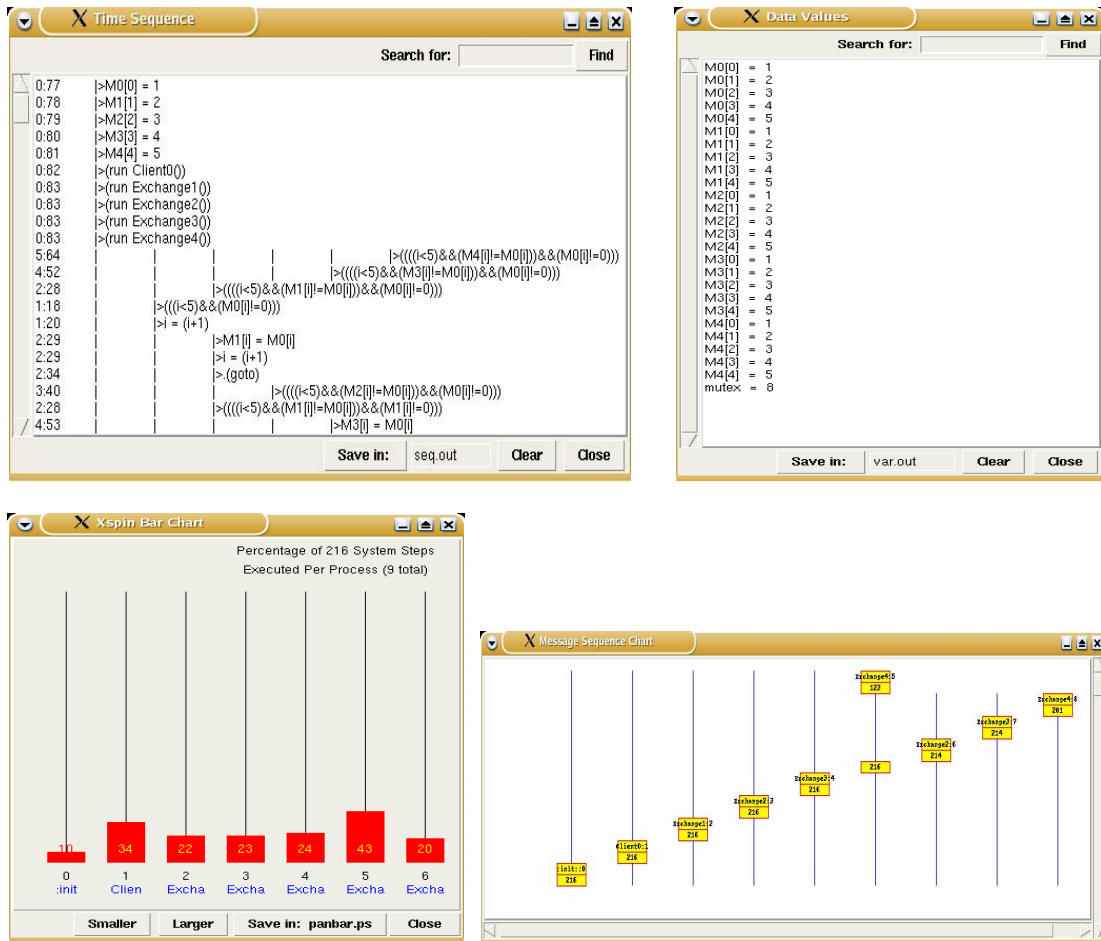 Time Sequence
Search for: Find
0:77 |>M0[0] = 1
0:78 |>M1[1] = 2
0:79 |>M2[2] = 3
0:80 |>M3[3] = 4
0:81 |>M4[4] = 5
0:82 |>(run Client0())
0:83 |>(run Exchange1())
0:83 |>(run Exchange2())
0:83 |>(run Exchange3())
0:83 |>(run Exchange4())
5:64 | | | | | |>((((i<5)&&(M4[i]!=M0[i]))&&(M0[i]!=0)))
4:52 | | | | |>((((i<5)&&(M3[i]!=M0[i]))&&(M0[i]!=0)))
2:28 | | |>((((i<5)&&(M1[i]!=M0[i]))&&(M0[i]!=0)))
1:18 | |>(((i<5)&&(M0[i]!=0)))
1:20 | |>i = (i+1)
2:29 | | |>M1[i] = M0[i]
2:29 | | |>i = (i+1)
2:34 | | |>.(goto)
3:40 | | | |>((((i<5)&&(M2[i]!=M0[i]))&&(M0[i]!=0)))
2:28 | | |>((((i<5)&&(M1[i]!=M0[i]))&&(M1[i]!=0)))
4:53 | | | | |>M3[i] = M0[i]
Save in: seq.out Clear Close
Data Values
Search for: Find
M0[0] = 1
M0[1] = 2
M0[2] = 3
M0[3] = 4
M0[4] = 5
M1[0] = 1
M1[1] = 2
M1[2] = 3
M1[3] = 4
M1[4] = 5
M2[0] = 1
M2[1] = 2
M2[2] = 3
M2[3] = 4
M2[4] = 5
M3[0] = 1
M3[1] = 2
M3[2] = 3
M3[3] = 4
M3[4] = 5
M4[0] = 1
M4[1] = 2
M4[2] = 3
M4[3] = 4
M4[4] = 5
mutex = 8
Save in: var.out Clear Close
Xspin Bar Chart
Percentage of 216 System Steps
Executed Per Process (9 total)
10 34 22 23 24 43 20
0 1 2 3 4 5 6
:init Clien Excha Excha Excha Excha Excha
Smaller Larger Save in: panbar.ps Close
Message Sequence Chart
Exchange4:5
123
Exchange4:8
201
Exchange3:7
214
Exchange2:6
214
216
Exchange3:4
216
Exchange2:3
216
Exchange1:2
216
Client0:1
216
:init::0
216